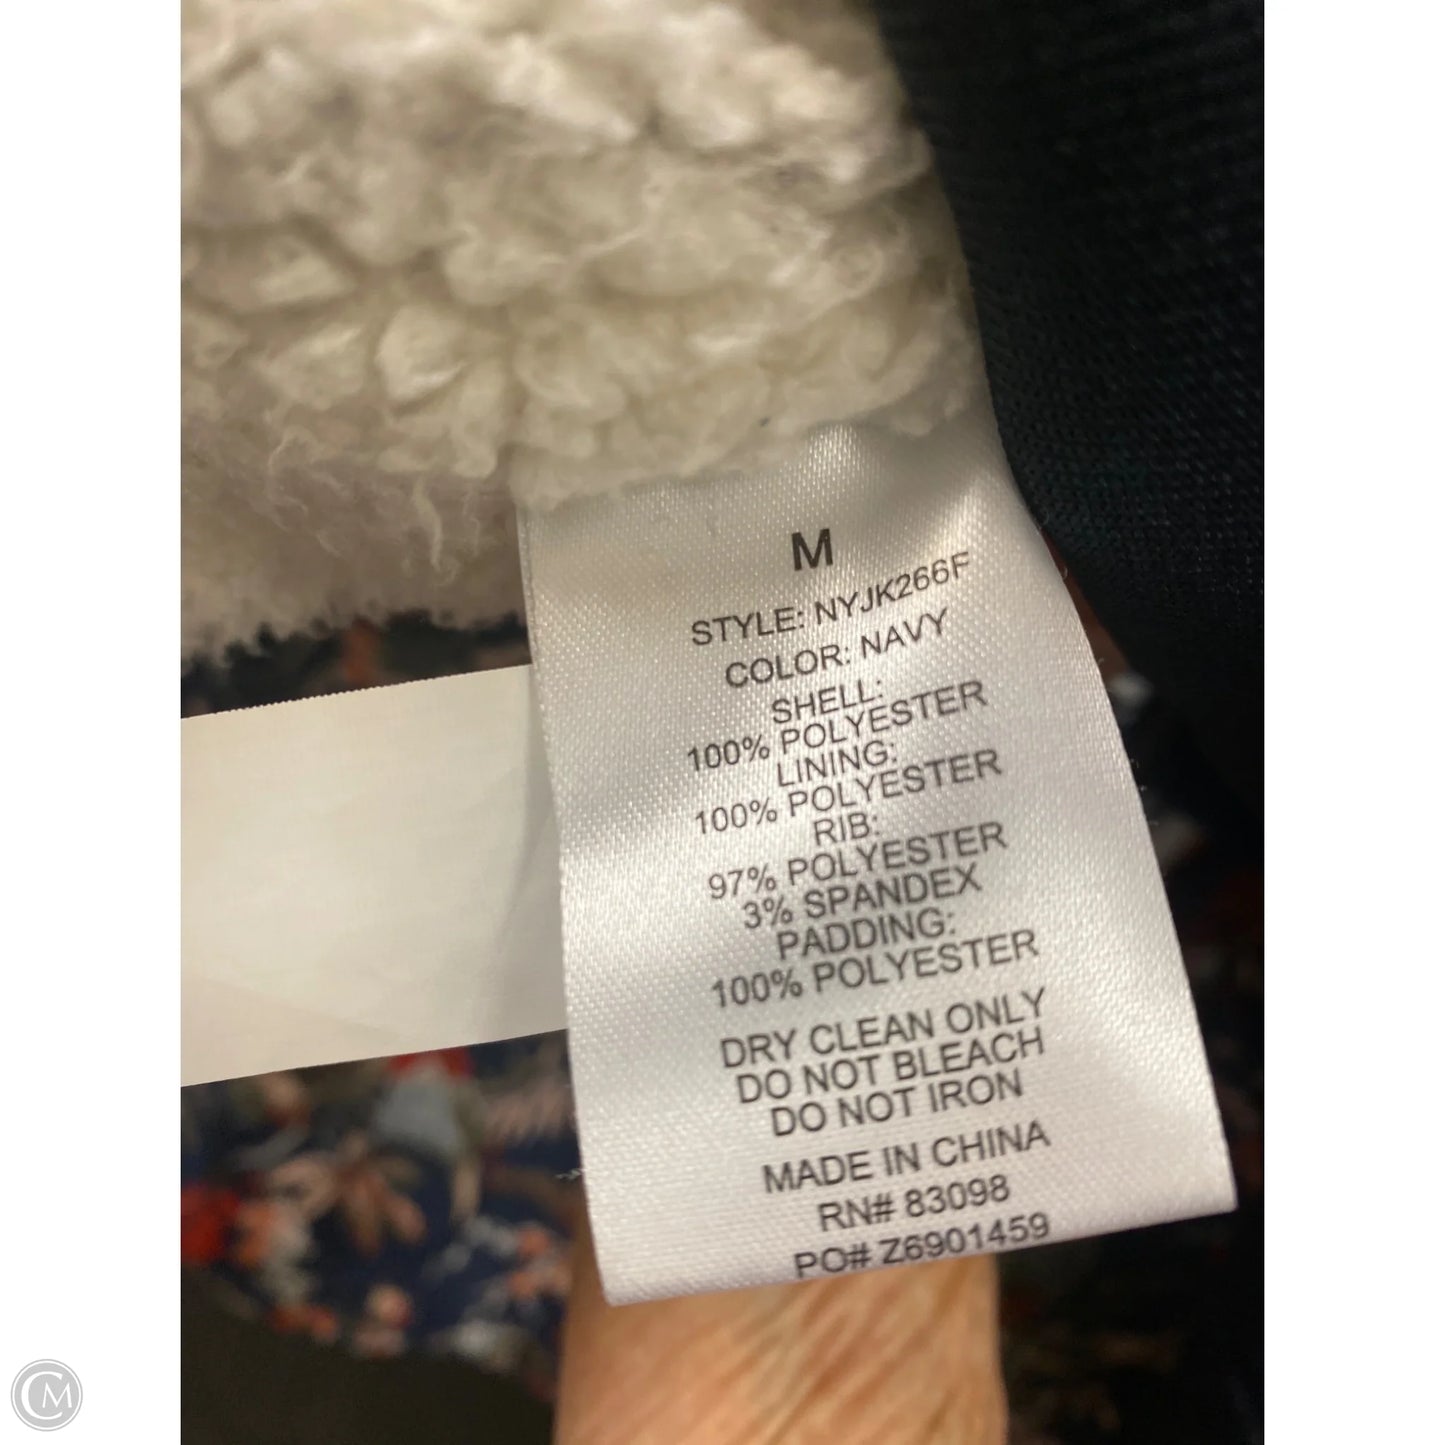 M
STYLE: NYJK266F
COLOR: NAVY
SHELL:
100% POLYESTER
LINING:
100% POLYESTER
RIB:
97% POLYESTER
3% SPANDEX
PADDING:
100% POLYESTER
DRY CLEAN ONLY
DO NOT BLEACH
DO NOT IRON
MADE IN CHINA
RN# 83098
PO# Z6901459
CM